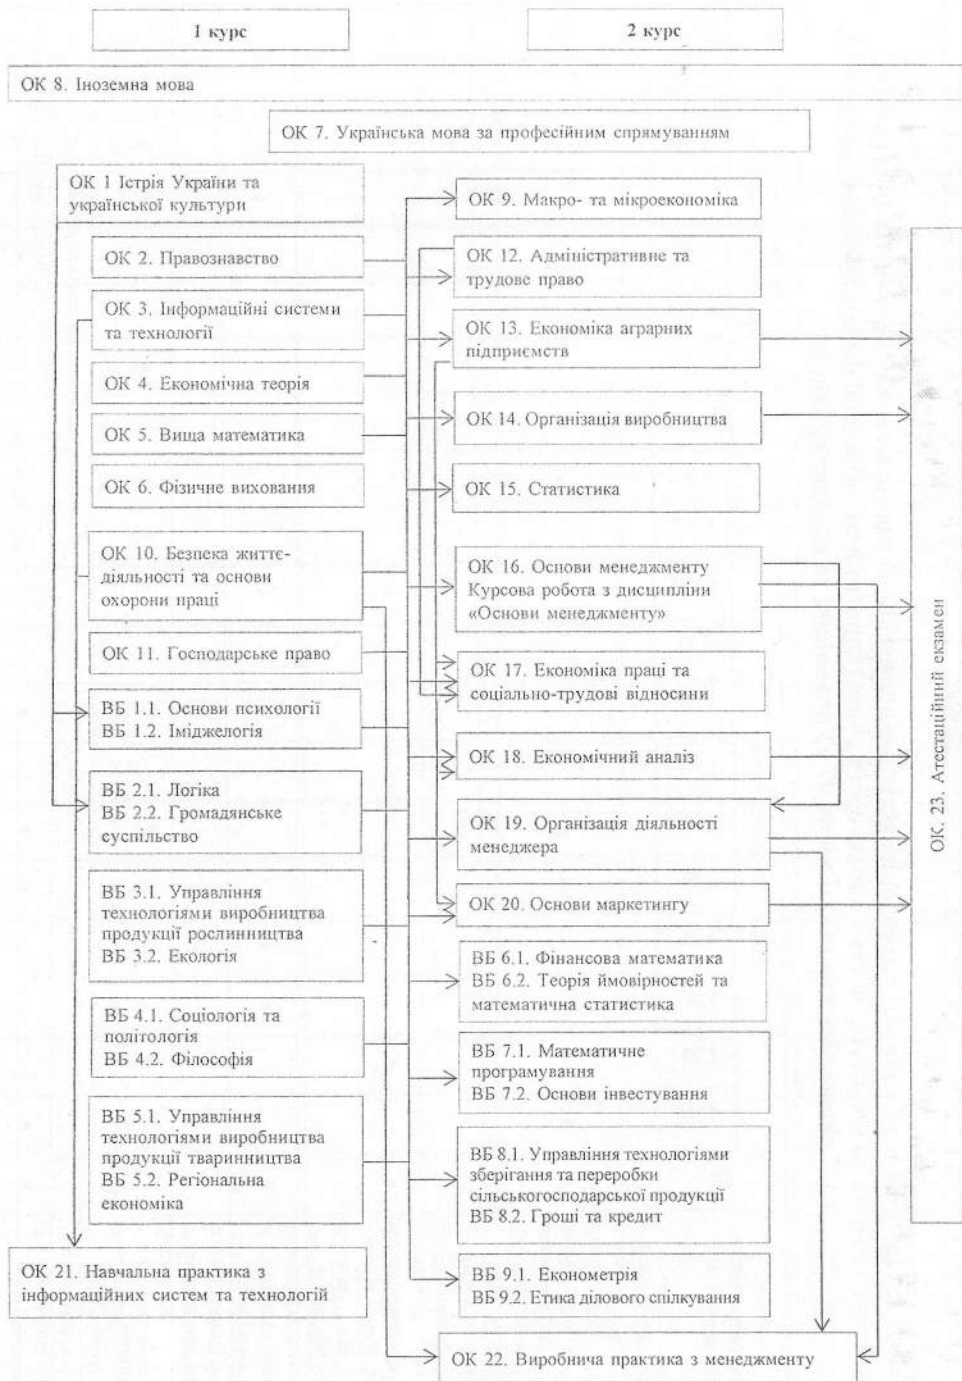 1 курс
2 курс
ОК 8. Іноземна мова
ОК 7. Українська мова за професійним спрямуванням
ОК 1 Істрія України та
української культури
ОК 2. Правознавство
ОК 3. Інформаційні системи
та технології
ОК 4. Економічна теорія
ОК 5. Вища математика
ОК 6. Фізичне виховання
ОК 10. Безпека життє-
діяльності та основи
охорони праці
ОК 11. Господарське право
ВБ 1.1. Основи психології
ВБ 1.2. Іміджелогія
ВБ 2.1. Логіка
ВБ 2.2. Громадянське
суспільство
ВБ 3.1. Управління
технологіями виробництва
продукції рослинництва
ВБ 3.2. Екологія
ВБ 4.1. Соціологія та
політологія
ВБ 4.2. Філософія
ВБ 5.1. Управління
технологіями виробництва
продукції тваринництва
ВБ 5.2. Регіональна
економіка
ОК 21. Навчальна практика з
інформаційних систем та технологій
ОК 9. Макро- та мікроекономіка
ОК 12. Адміністративне та
трудове право
ОК 13. Економіка аграрних
підприємств
ОК 14. Організація виробництва
ОК 15. Статистика
ОК 16. Основи менеджменту
Курсова робота з дисципліни
«Основи менеджменту»
ОК 17. Економіка праці та
соціально-трудові відносини
ОК 18. Економічний аналіз
ОК 19. Організація діяльності
менеджера
ОК 20. Основи маркетингу
ВБ 6.1. Фінансова математика
ВБ 6.2. Теорія ймовірностей та
математична статистика
ВБ 7.1. Математичне
програмування
ВБ 7.2. Основи інвестування
ВБ 8.1. Управління технологіями
зберігання та переробки
сільськогосподарської продукції
ВБ 8.2. Гроші та кредит
ВБ 9.1. Економетрія
ВБ 9.2. Етика ділового спілкування
ОК 22. Виробнича практика з менеджменту
ОК. 23. Атестаційний екзамен